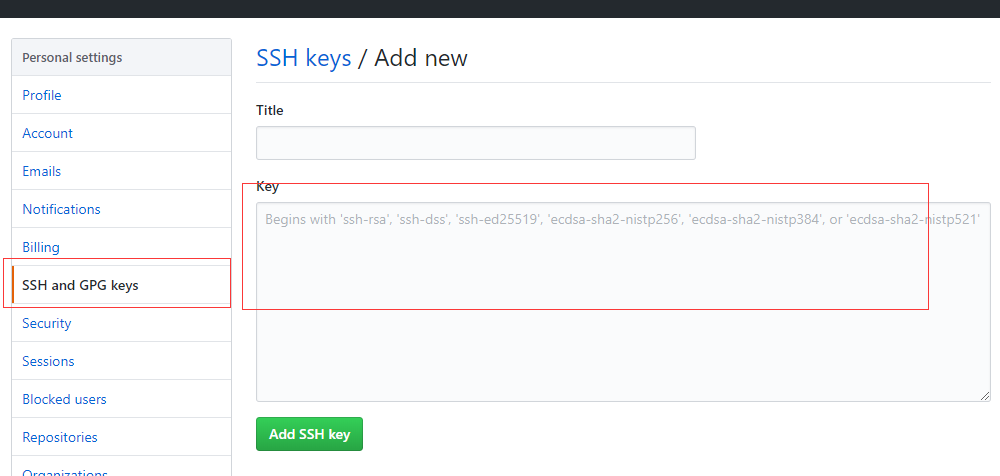 Personal settings
Profile
Account
Emails
Notifications
Billing
SSH and GPG keys
Security
Sessions
Blocked users
Repositories
Organizations
SSH keys / Add new
Title
Key
Begins with 'ssh-rsa', 'ssh-dss', 'ssh-ed25519', 'ecdsa-sha2-nistp256', 'ecdsa-sha2-nistp384', or 'ecdsa-sha2-nistp521'
Add SSH key